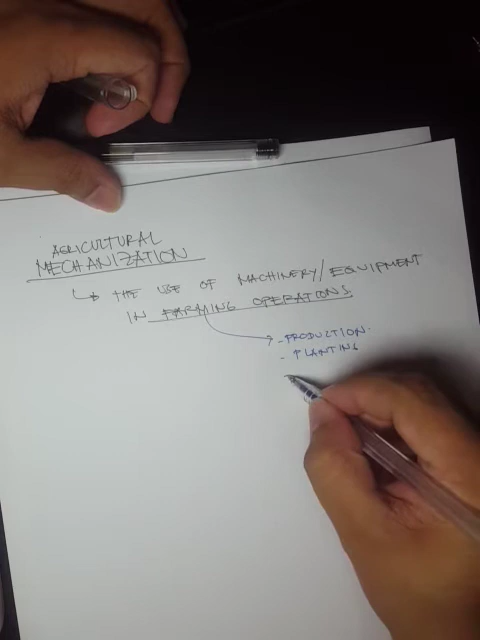 AGRICULTURAL
MECHANIZATION
↳ THE USE OF MACHINERY/EQUIPMENT
IN FARMING OPERATIONS
→ - PRODUCTION
- PLANTING
-